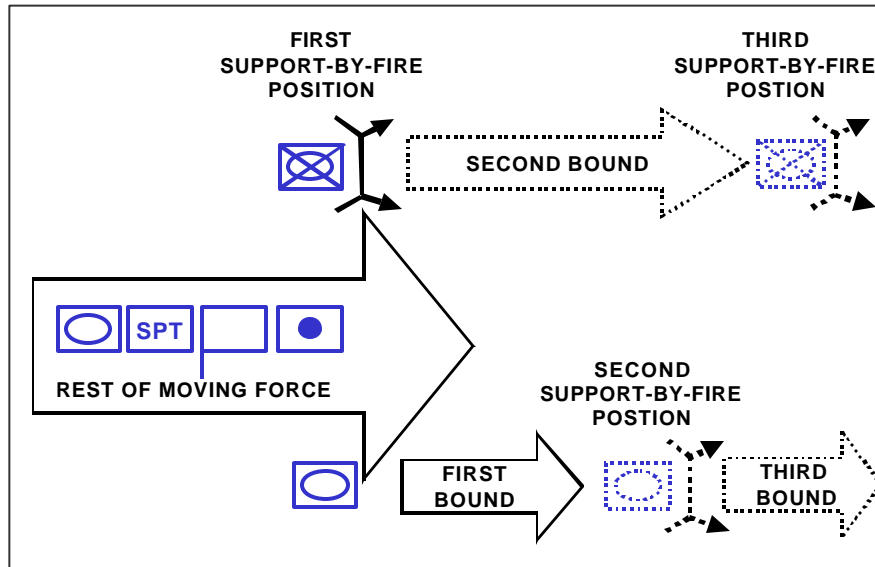 FIRST
SUPPORT-BY-FIRE
POSITION
THIRD
SUPPORT-BY-FIRE
POSTION
SECOND BOUND
SPT
REST OF MOVING FORCE
SECOND
SUPPORT-BY-FIRE
POSTION
FIRST
BOUND
THIRD
BOUND